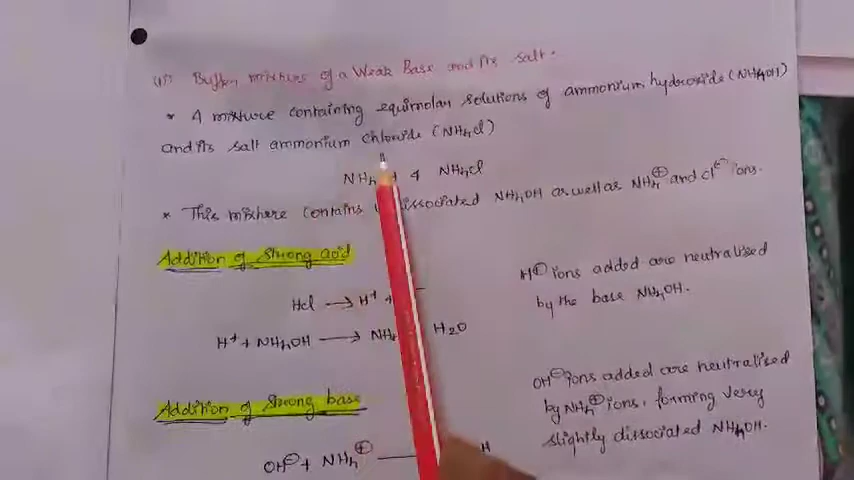 (ii) Buffer mixture of a Weak Base and its salt.
* A mixture containing equimolar solutions of ammonium hydroxide (NH4OH)
and its salt ammonium chloride (NH4Cl)
NH4 & NH4Cl
* This mixture contains dissociated NH4OH as well as NH4⊕ and Cl⊖ ions.
Addition of Strong acid
HCl → H+ +
H⊕ ions added are neutralised
by the base NH4OH.
H+ + NH4OH → NH4 H2O
Addition of Strong base
OH⊖ ions added are neutralised
by NH4⊕ ions, forming very
slightly dissociated NH4OH.
OH⊖ + NH4⊕ — H